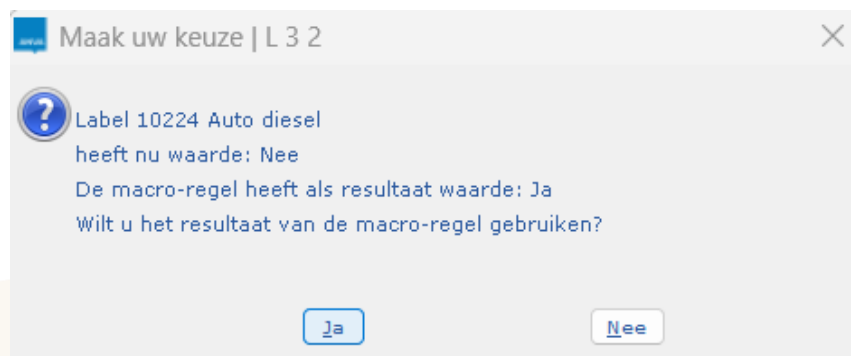 Maak uw keuze | L 3 2
Label 10224 Auto diesel
heeft nu waarde: Nee
De macro-regel heeft als resultaat waarde: Ja
Wilt u het resultaat van de macro-regel gebruiken?
Ja
Nee